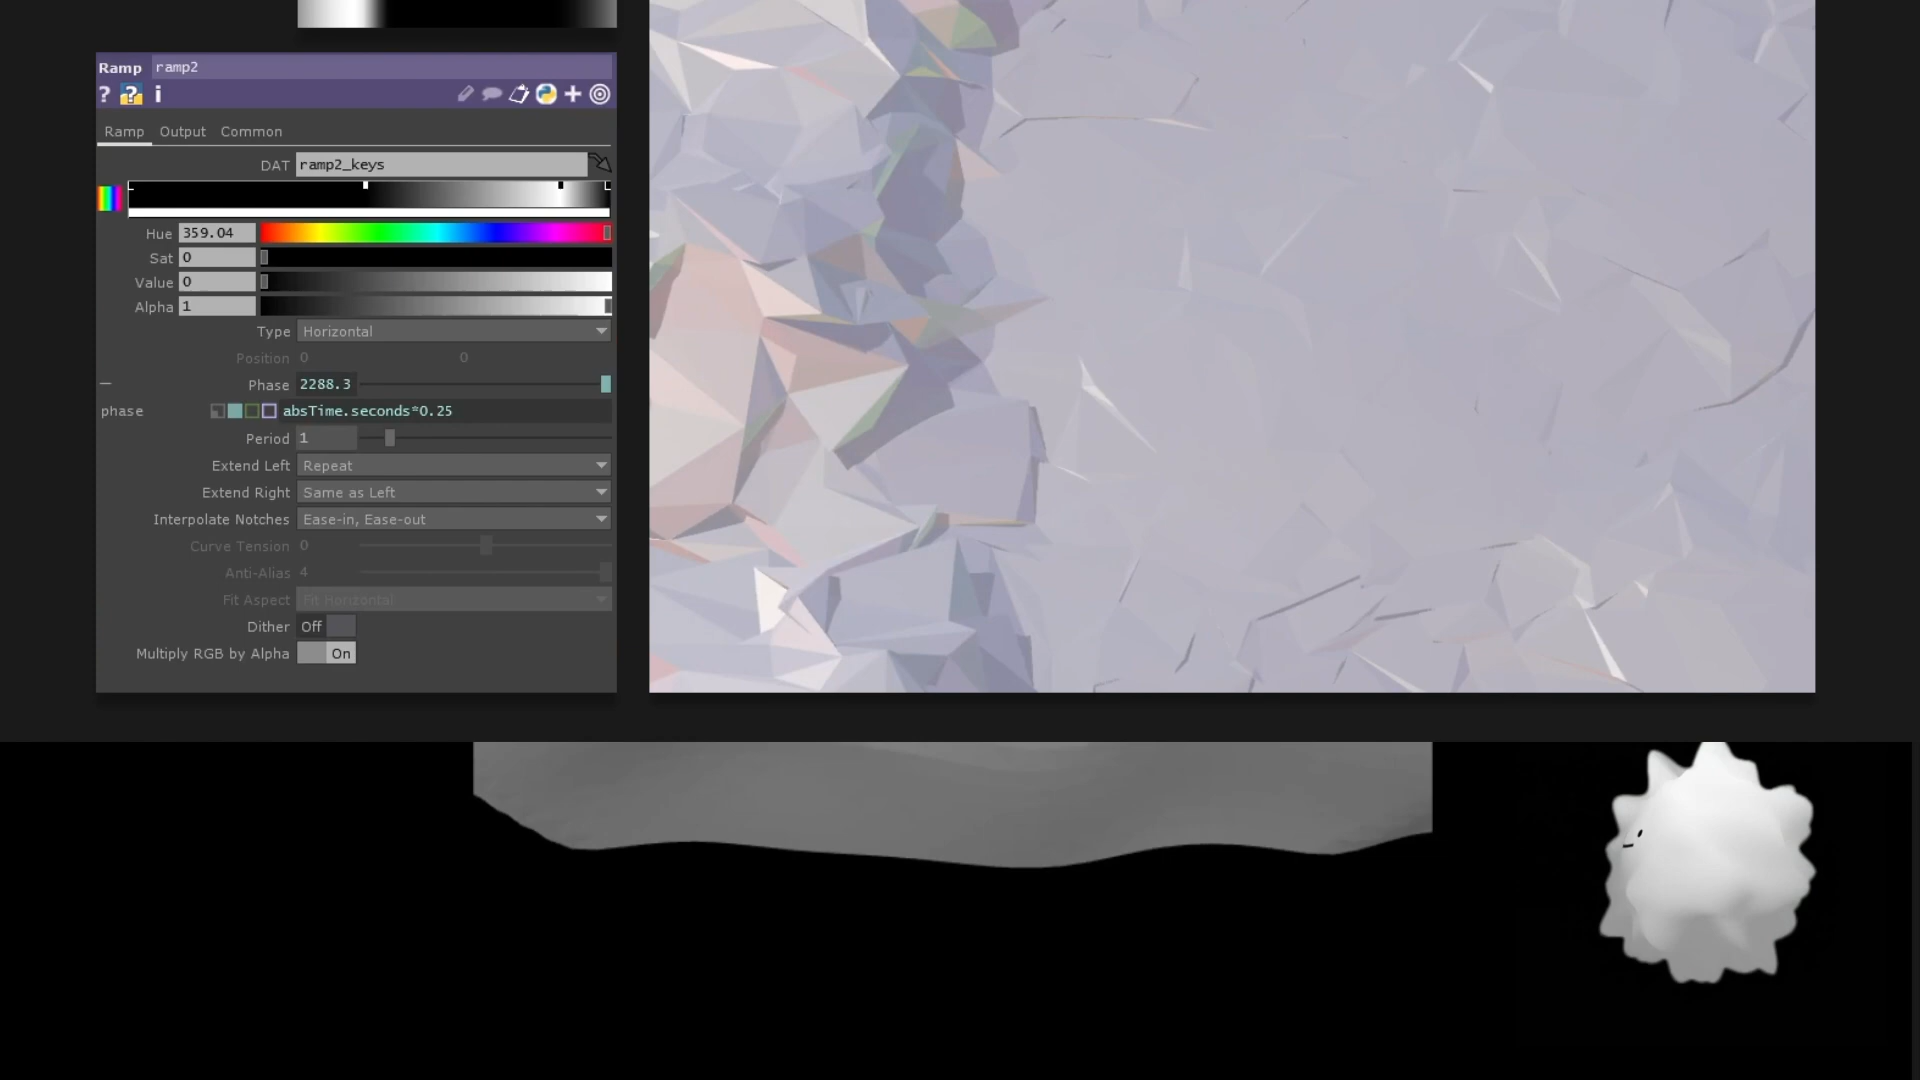 Ramp ramp2
? ? i
Ramp Output Common
DAT ramp2_keys
Hue 359.04
Sat 0
Value 0
Alpha 1
Type Horizontal
Position 0 0
Phase 2288.3
phase absTime.seconds*0.25
Period 1
Extend Left Repeat
Extend Right Same as Left
Interpolate Notches Ease-in, Ease-out
Curve Tension 0
Anti-Alias 4
Fit Aspect Fit Horizontal
Dither Off
Multiply RGB by Alpha On